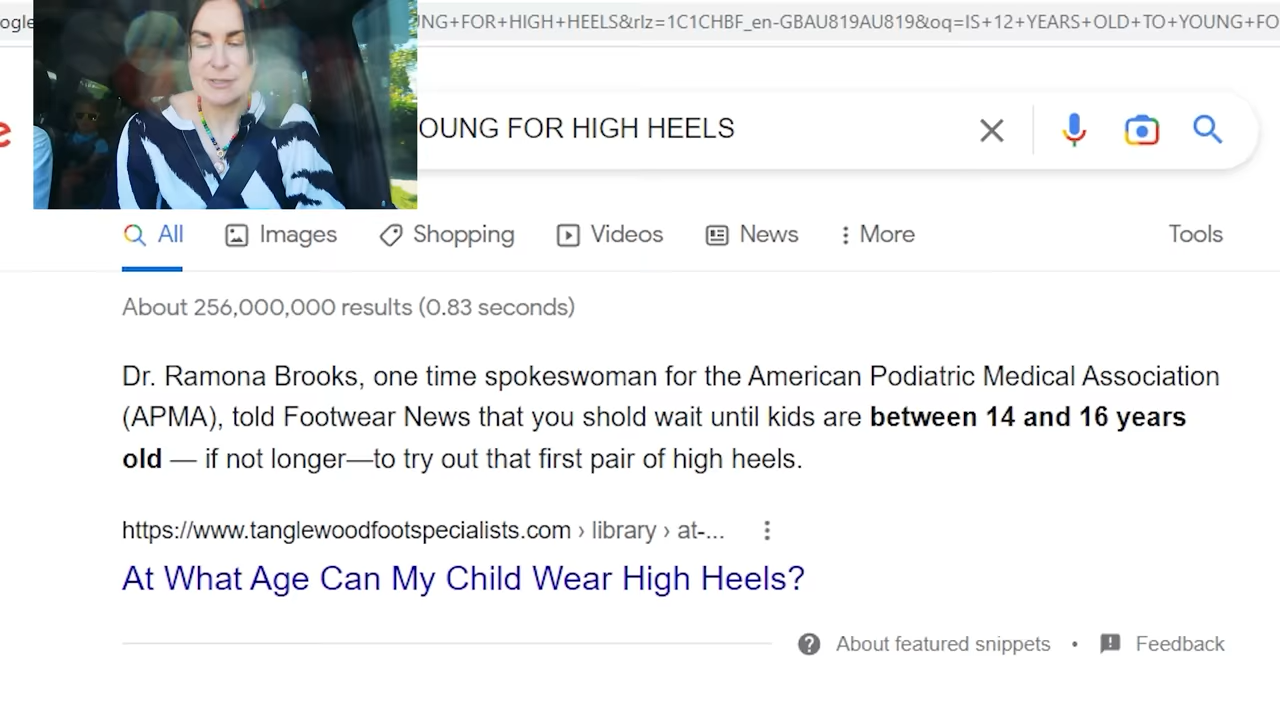 NG+FOR+HIGH+HEELS&rlz=1C1CHBF_en-GBAU819AU819&oq=IS+12+YEARS+OLD+TO+YOUNG+FO
OUNG FOR HIGH HEELS
All Images Shopping Videos News More Tools
About 256,000,000 results (0.83 seconds)
Dr. Ramona Brooks, one time spokeswoman for the American Podiatric Medical Association
(APMA), told Footwear News that you shold wait until kids are between 14 and 16 years
old — if not longer—to try out that first pair of high heels.
https://www.tanglewoodfootspecialists.com › library › at-...
At What Age Can My Child Wear High Heels?
About featured snippets • Feedback